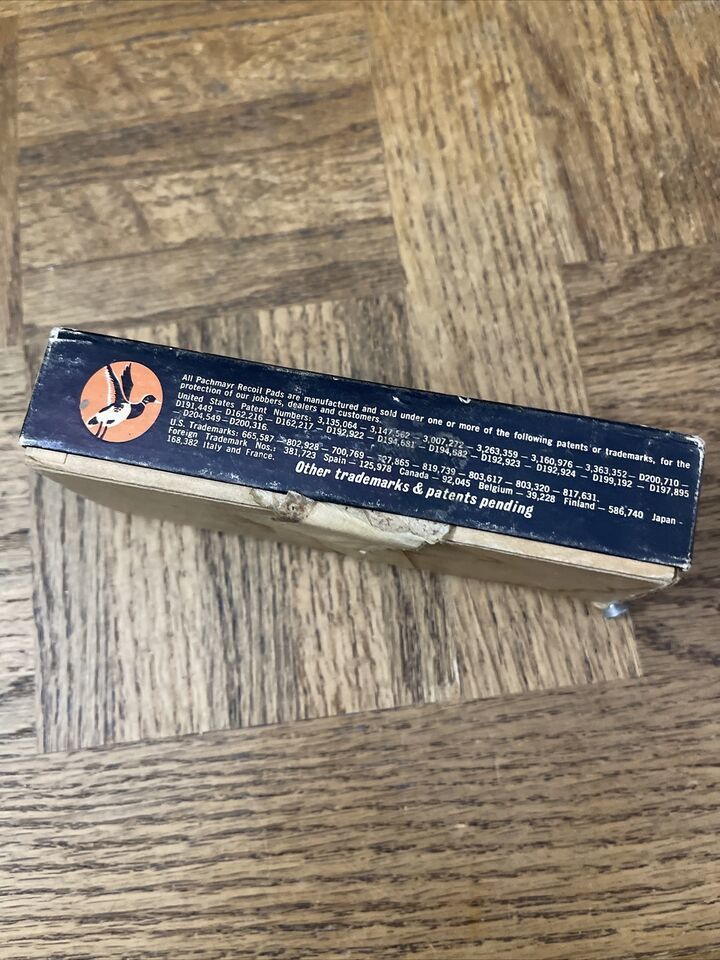 All Pachmayr Recoil Pads are manufactured and sold under one or more of the following patents or trademarks, for the
protection of our jobbers, dealers and customers.
United States Patent Numbers: 3,135,064 — 3,147,562 — 3,007,272 — 3,263,359 — 3,160,976 — 3,363,352 — D200,710 —
D191,449 — D162,216 — D162,217 — D192,922 — D194,681 — D194,682 — D192,923 — D192,924 — D199,192 — D197,895
— D204,549 — D200,316.
U.S. Trademarks: 665,587 — 802,928 — 700,769 — 827,865 — 819,739 — 803,617 — 803,320 — 817,631.
Foreign Trademark Nos.: 381,723 Spain — 125,978 Canada — 92,045 Belgium — 39,228 Finland — 586,740 Japan -
168,382 Italy and France.
Other trademarks & patents pending